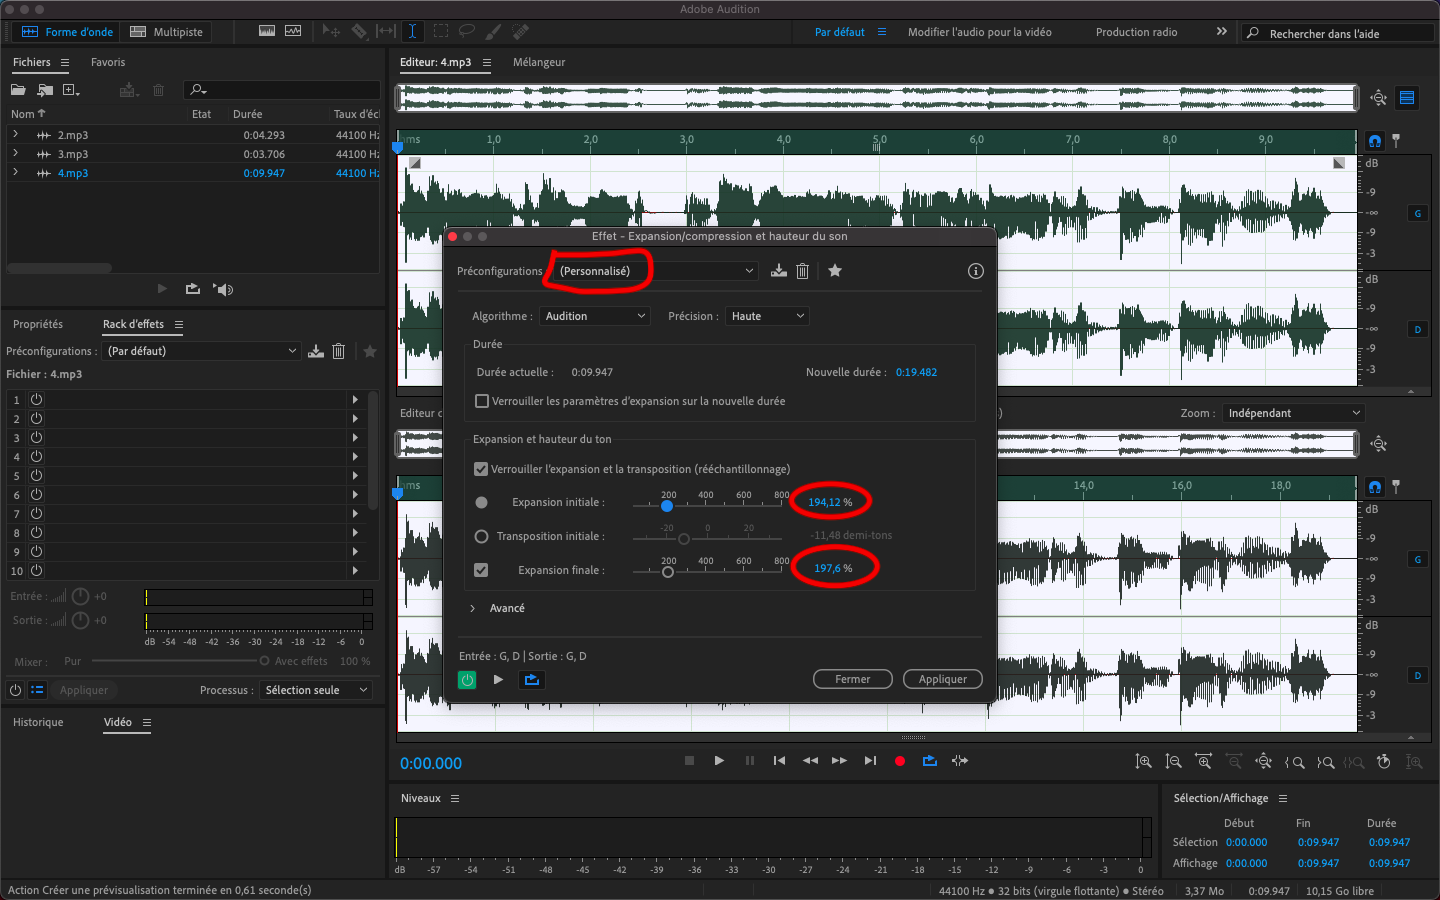 Adobe Audition
Forme d'onde
Multipiste
Par défaut
Modifier l'audio pour la vidéo
Production radio
Rechercher dans l'aide
Fichiers
Favoris
Nom
Etat
Durée
Taux d'éc
2.mp3
0:04.293
44100 Hz
3.mp3
0:03.706
44100 Hz
4.mp3
0:09.947
44100 Hz
Propriétés
Rack d'effets
Préconfigurations :
(Par défaut)
Fichier : 4.mp3
1
2
3
4
5
6
7
8
9
10
Entrée :
+0
Sortie :
+0
dB -54 -48 -42 -36 -30 -24 -18 -12 -6 0
Mixer :
Pur
Avec effets
100 %
Appliquer
Processus :
Sélection seule
Historique
Vidéo
Editeur: 4.mp3
Mélangeur
hms 1,0 2,0 3,0 4,0 5,0 6,0 7,0 8,0 9,0
dB
-9
-∞
-9
-3
G
dB
-9
-∞
-9
-3
D
Effet - Expansion/compression et hauteur du son
Préconfigurations
(Personnalisé)
Algorithme :
Audition
Précision :
Haute
Durée
Durée actuelle :
0:09.947
Nouvelle durée :
0:19.482
Verrouiller les paramètres d'expansion sur la nouvelle durée
Expansion et hauteur du ton
Verrouiller l'expansion et la transposition (rééchantillonnage)
200 400 600 800
Expansion initiale :
194,12 %
-20 0 20
Transposition initiale :
-11,48 demi-tons
200 400 600 800
Expansion finale :
197,6 %
Avancé
Entrée : G, D | Sortie : G, D
Fermer
Appliquer
Editeur
Zoom :
Indépendant
hms
14,0 16,0 18,0
dB
-9
-∞
-9
-3
G
dB
-9
-∞
-9
-3
D
0:00.000
Niveaux
dB -57 -54 -51 -48 -45 -42 -39 -36 -33 -30 -27 -24 -21 -18 -15 -12 -9 -6 -3 0
Sélection/Affichage
Début
Fin
Durée
Sélection
0:00.000
0:09.947
0:09.947
Affichage
0:00.000
0:09.947
0:09.947
Action Créer une prévisualisation terminée en 0,61 seconde(s)
44100 Hz ● 32 bits (virgule flottante) ● Stéréo
3,37 Mo
0:09.947
10,15 Go libre